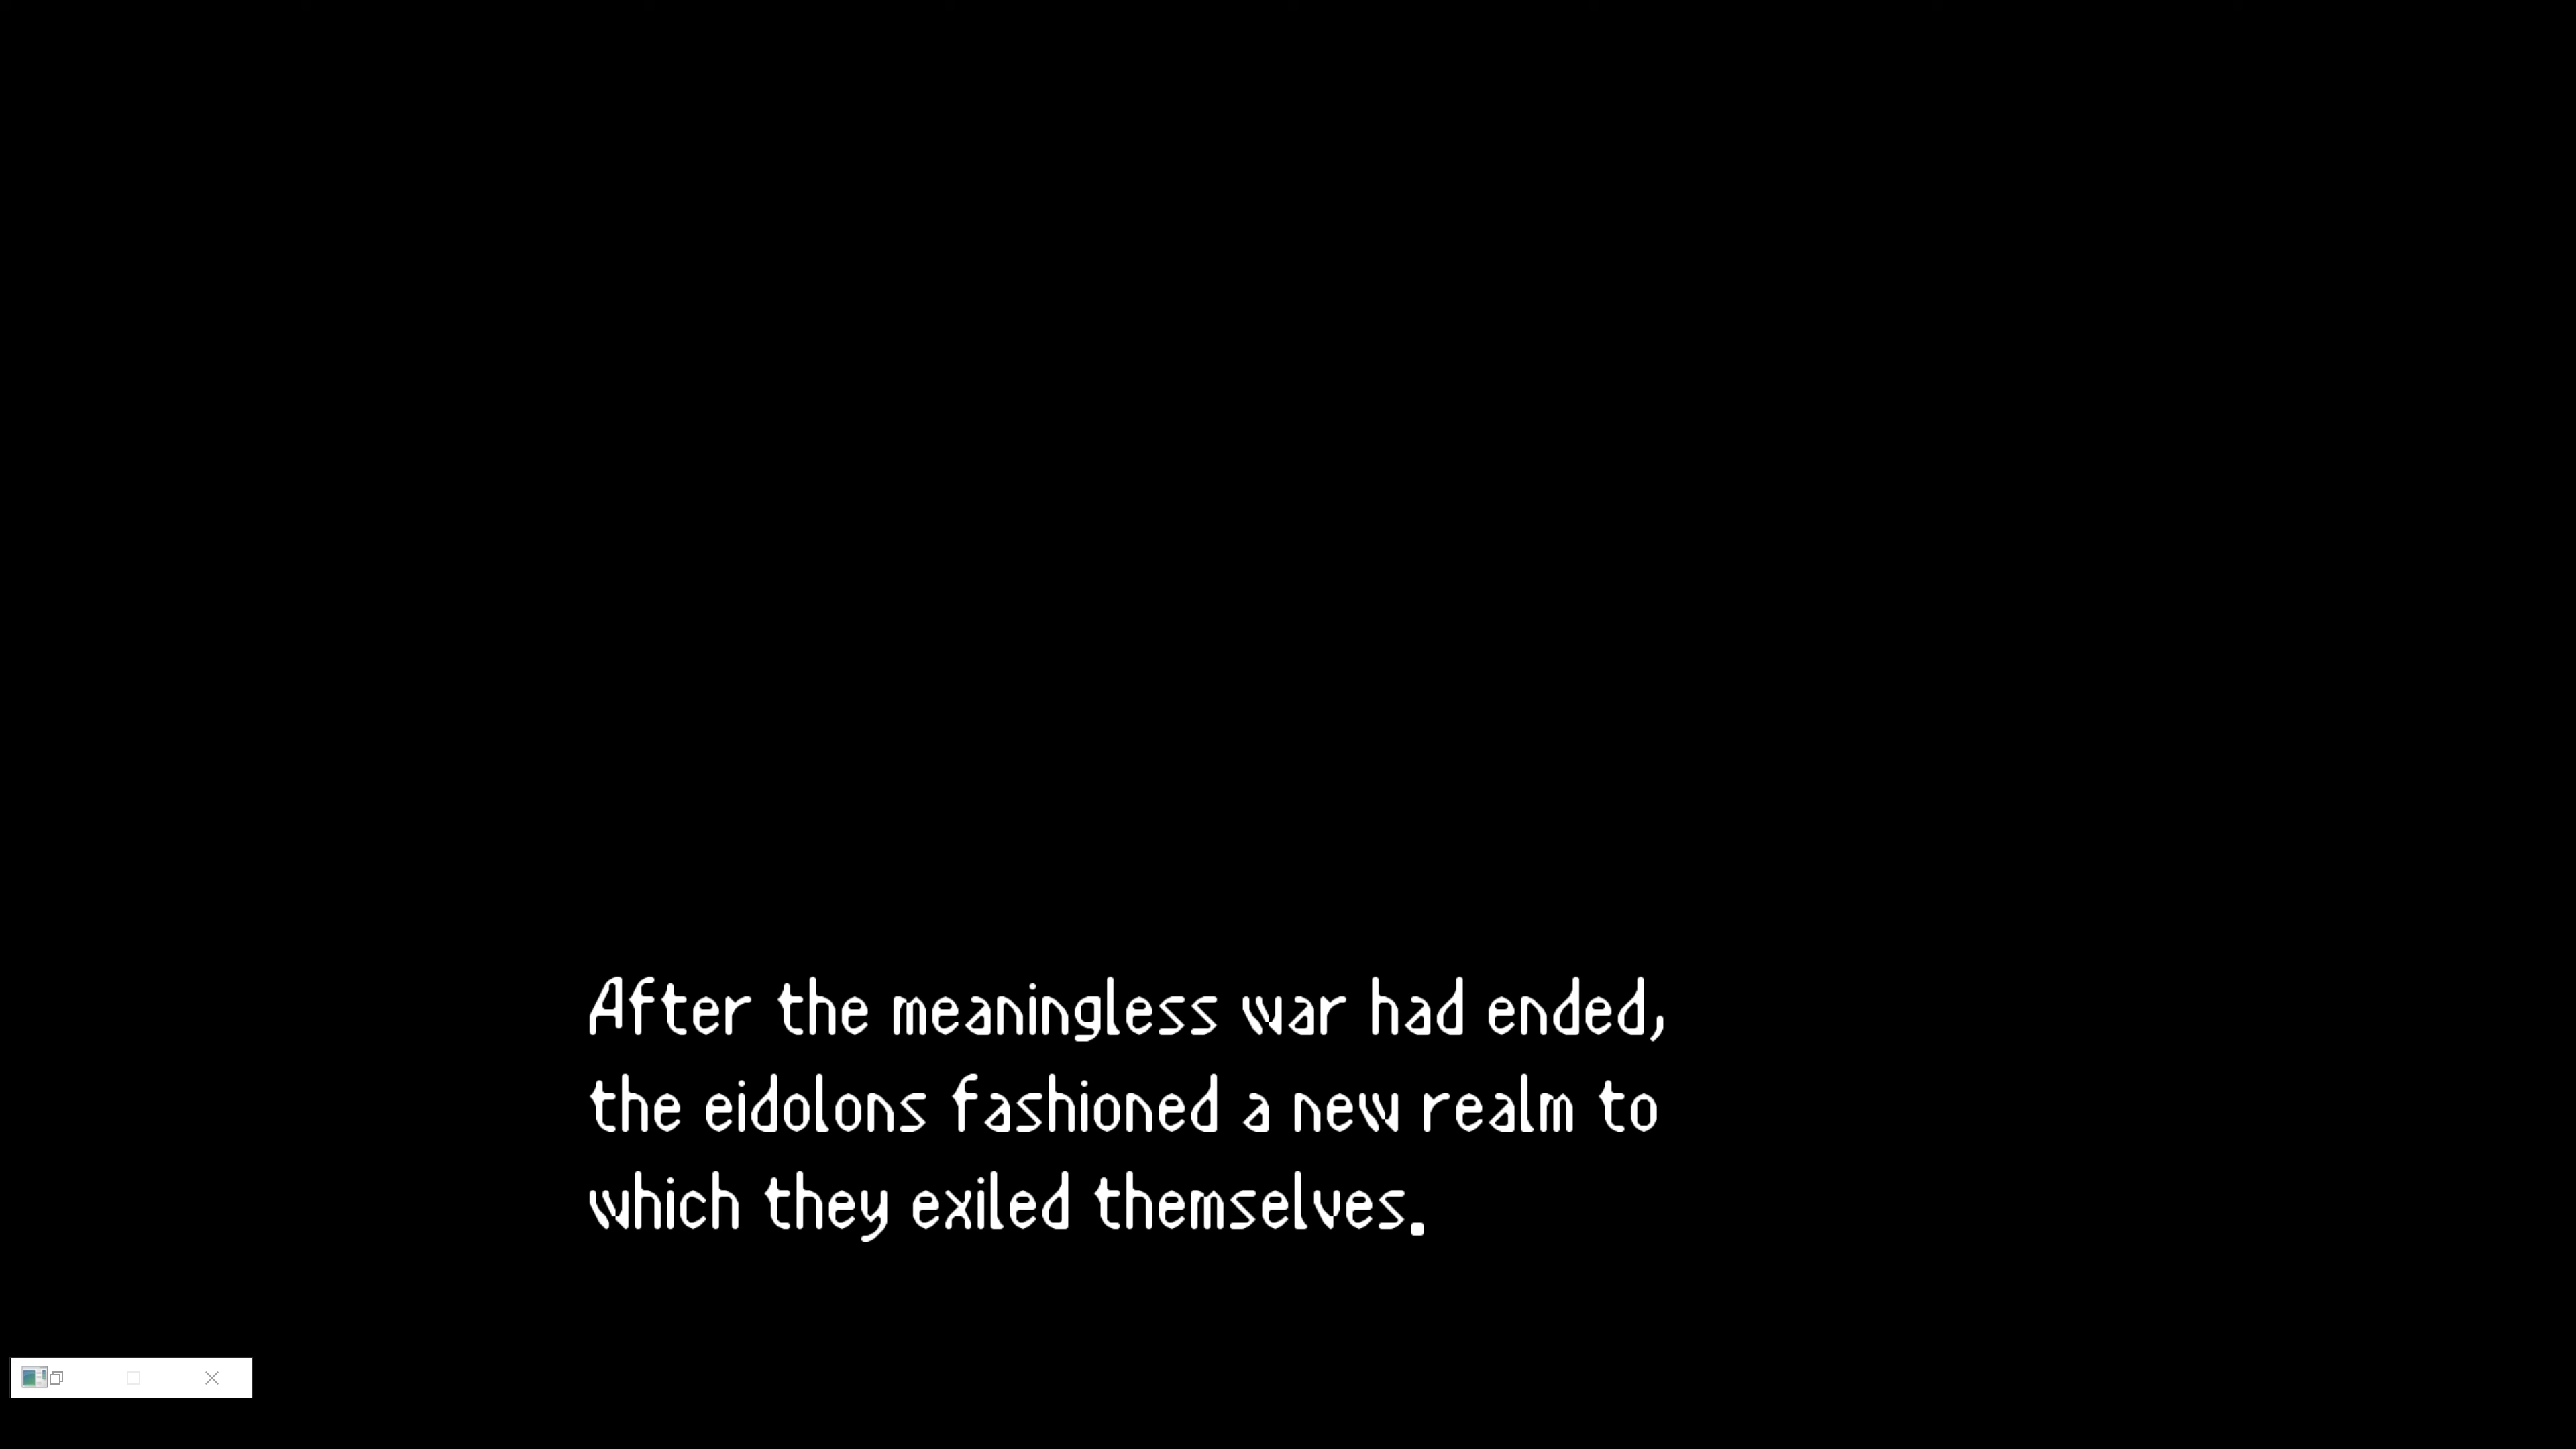 After the meaningless war had ended,
the eidolons fashioned a new realm to
which they exiled themselves.